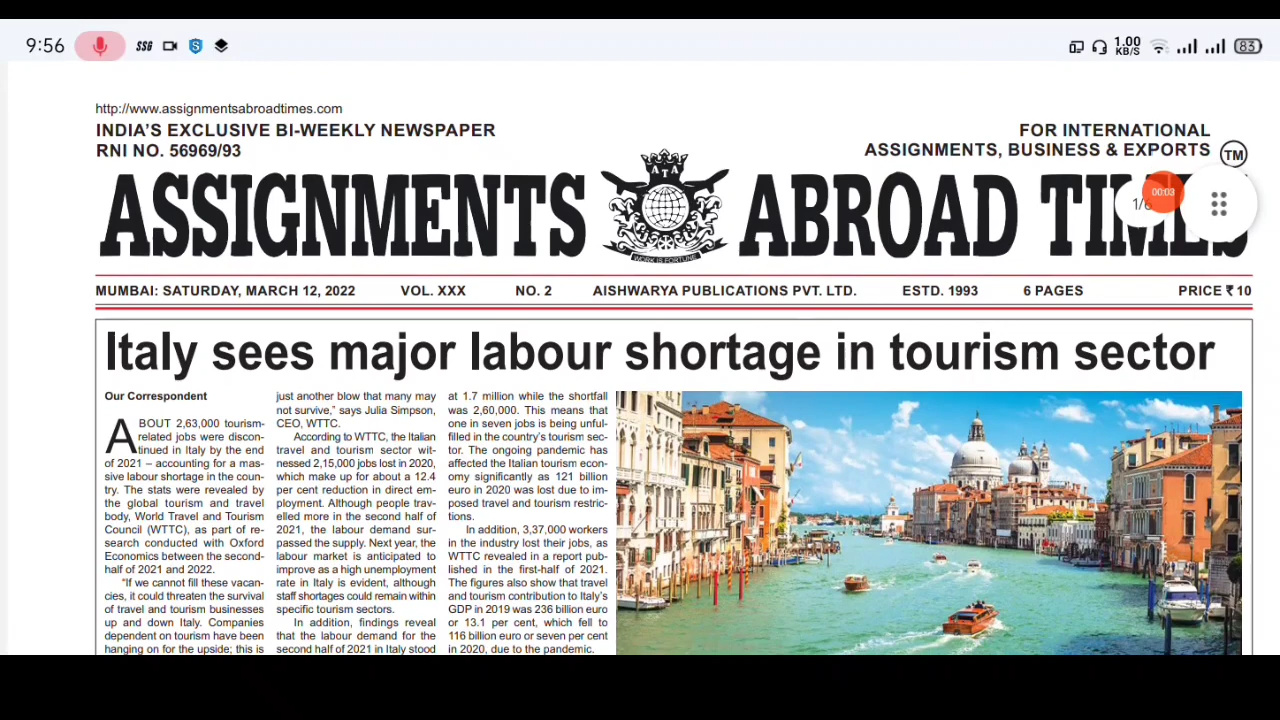 9:56
SSG
S
1.00
KB/S
83
http://www.assignmentsabroadtimes.com
INDIA'S EXCLUSIVE BI-WEEKLY NEWSPAPER
RNI NO. 56969/93
FOR INTERNATIONAL
ASSIGNMENTS, BUSINESS & EXPORTS
TM
ASSIGNMENTS ABROAD TIMES
ATA
WORK IS FORTUNE
00:03
1/6
MUMBAI: SATURDAY, MARCH 12, 2022 VOL. XXX NO. 2 AISHWARYA PUBLICATIONS PVT. LTD. ESTD. 1993 6 PAGES PRICE ₹ 10
Italy sees major labour shortage in tourism sector
Our Correspondent
ABOUT 2,63,000 tourism-
related jobs were discon-
tinued in Italy by the end
of 2021 – accounting for a mas-
sive labour shortage in the coun-
try. The stats were revealed by
the global tourism and travel
body, World Travel and Tourism
Council (WTTC), as part of re-
search conducted with Oxford
Economics between the second-
half of 2021 and 2022.
"If we cannot fill these vacan-
cies, it could threaten the survival
of travel and tourism businesses
up and down Italy. Companies
dependent on tourism have been
hanging on for the upside; this is
just another blow that many may
not survive," says Julia Simpson,
CEO, WTTC.
According to WTTC, the Italian
travel and tourism sector wit-
nessed 2,15,000 jobs lost in 2020,
which make up for about a 12.4
per cent reduction in direct em-
ployment. Although people trav-
elled more in the second half of
2021, the labour demand sur-
passed the supply. Next year, the
labour market is anticipated to
improve as a high unemployment
rate in Italy is evident, although
staff shortages could remain within
specific tourism sectors.
In addition, findings reveal
that the labour demand for the
second half of 2021 in Italy stood
at 1.7 million while the shortfall
was 2,60,000. This means that
one in seven jobs is being unful-
filled in the country's tourism sec-
tor. The ongoing pandemic has
affected the Italian tourism econ-
omy significantly as 121 billion
euro in 2020 was lost due to im-
posed travel and tourism restric-
tions.
In addition, 3,37,000 workers
in the industry lost their jobs, as
WTTC revealed in a report pub-
lished in the first-half of 2021.
The figures also show that travel
and tourism contribution to Italy's
GDP in 2019 was 236 billion euro
or 13.1 per cent, which fell to
116 billion euro or seven per cent
in 2020, due to the pandemic.